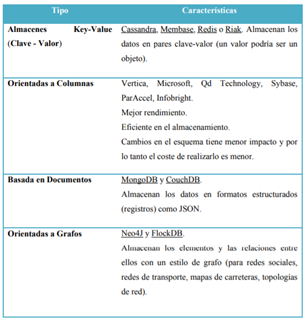 Tipo Características
Almacenes Key-Value
(Clave - Valor)
Cassandra, Membase, Redis o Riak. Almacenan los
datos en pares clave-valor (un valor podría ser un
objeto).
Orientadas a Columnas
Vertica, Microsoft, Qd Technology, Sybase,
ParAccel, Infobright.
Mejor rendimiento.
Eficiente en el almacenamiento.
Cambios en el esquema tiene menor impacto y por
lo tanto el coste de realizarlo es menor.
Basada en Documentos
MongoDB y CouchDB.
Almacenan los datos en formatos estructurados
(registros) como JSON.
Orientadas a Grafos
Neo4J y FlockDB.
Almacenan los elementos y las relaciones entre
ellos con un estilo de grafo (para redes sociales,
redes de transporte, mapas de carreteras, topologías
de red).